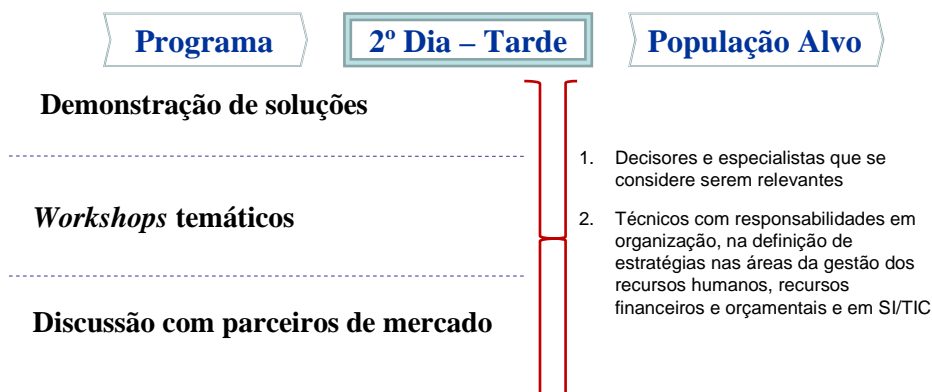 Programa
2º Dia – Tarde
População Alvo
Demonstração de soluções
Workshops temáticos
Discussão com parceiros de mercado
1. Decisores e especialistas que se
considere serem relevantes
2. Técnicos com responsabilidades em
organização, na definição de
estratégias nas áreas da gestão dos
recursos humanos, recursos
financeiros e orçamentais e em SI/TIC